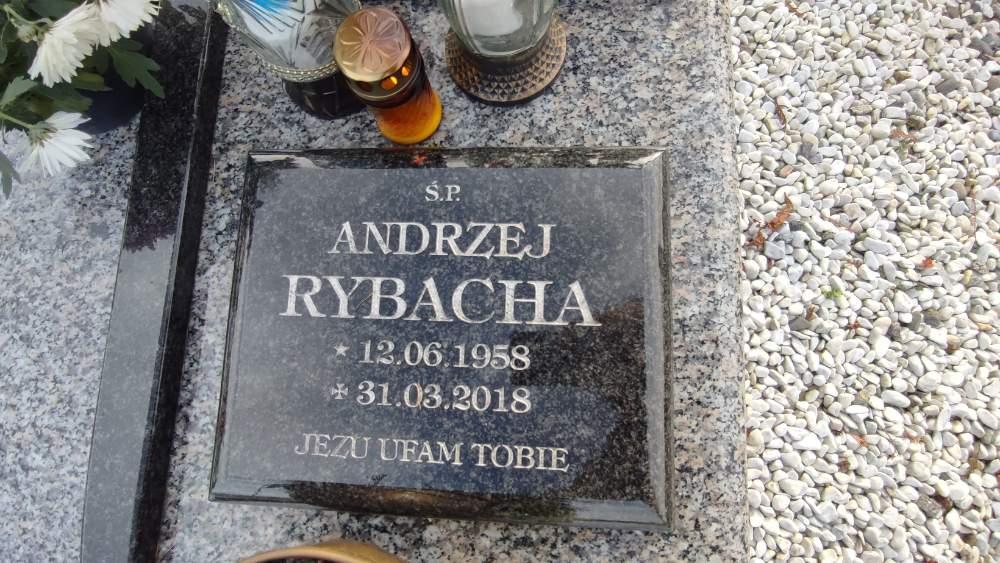 Ś.P.
ANDRZEJ
RYBACHA
* 12.06.1958
✠ 31.03.2018
JEZU UFAM TOBIE